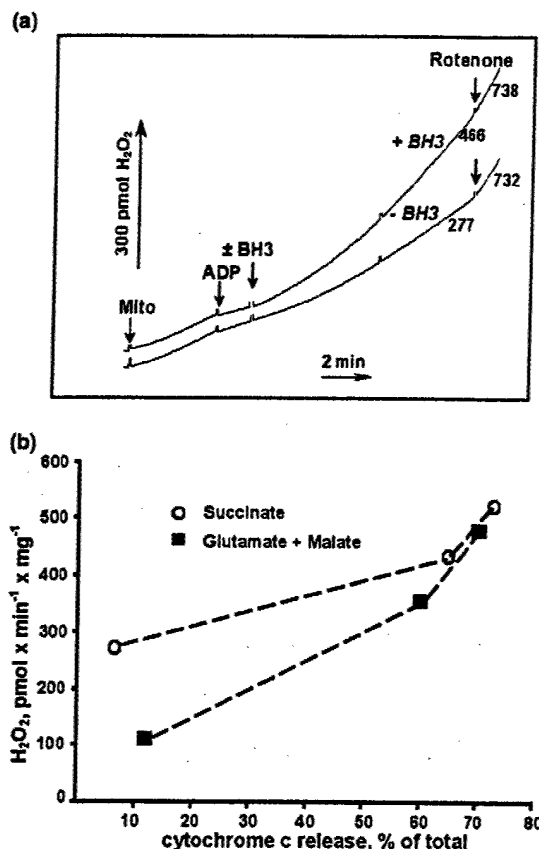 (a)
Rotenone
738
+ BH3
466
732
- BH3
277
300 pmol H₂O₂
± BH3
ADP
Mito
2 min
(b)
600
500
400
300
200
100
0
Succinate
Glutamate + Malate
H₂O₂, pmol x min⁻¹ x mg⁻¹
10 20 30 40 50 60 70 80
cytochrome c release, % of total